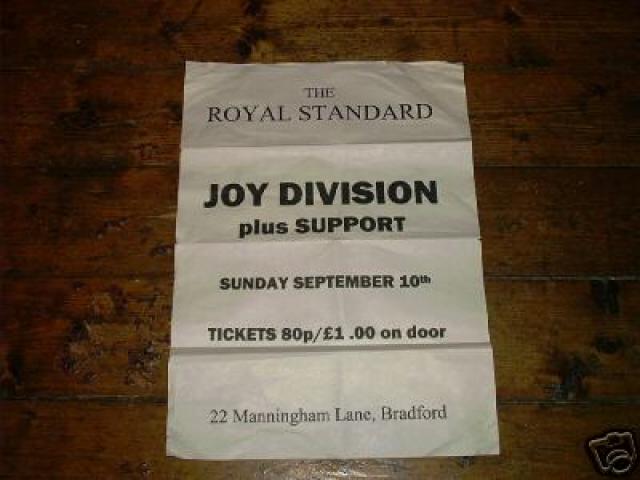 THE
ROYAL STANDARD
JOY DIVISION
plus SUPPORT
SUNDAY SEPTEMBER 10th
TICKETS 80p/£1 .00 on door
22 Manningham Lane, Bradford